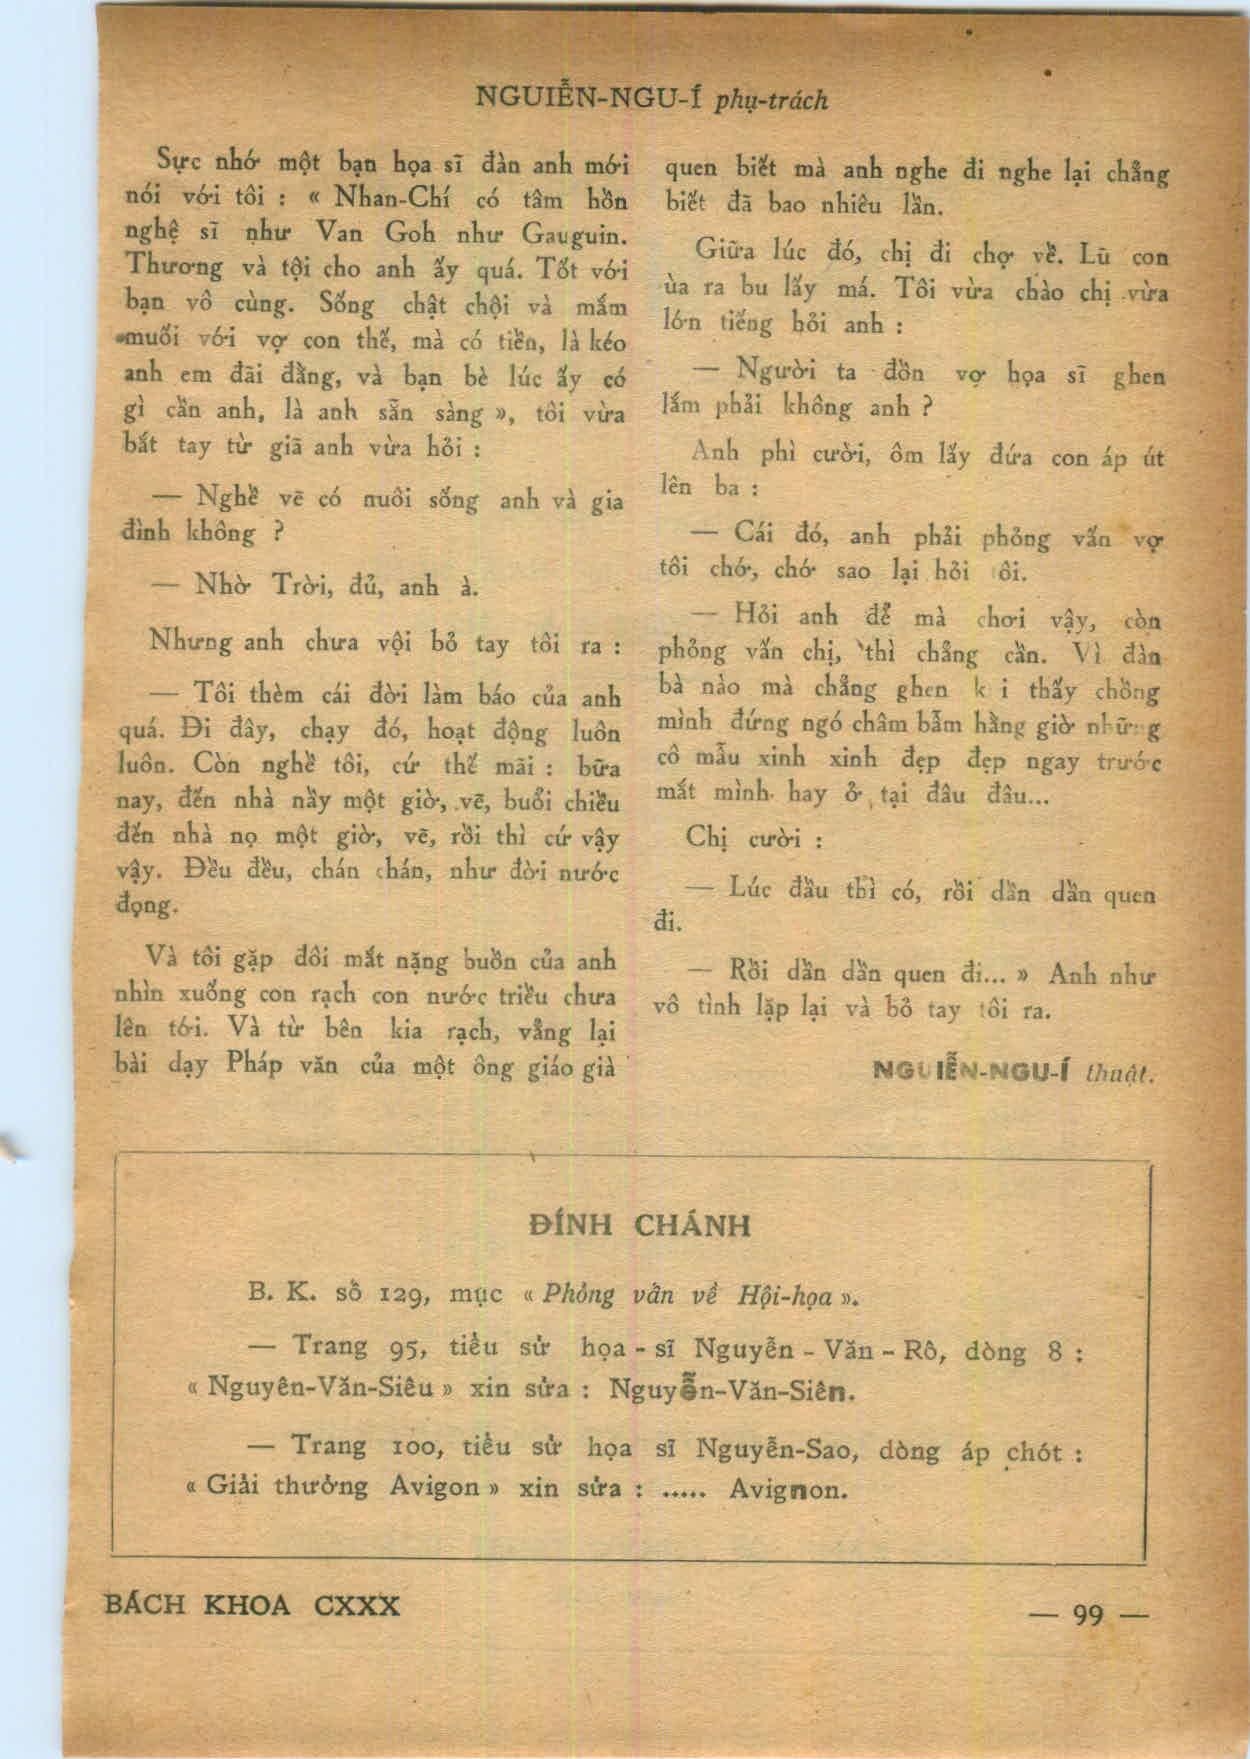 NGUIỄN-NGU-Í phụ-trách
Sực nhớ một bạn họa sĩ đàn anh mới
nói với tôi : « Nhan-Chí có tâm hồn
nghệ sĩ như Van Goh như Gauguin.
Thương và tội cho anh ấy quá. Tốt với
bạn vô cùng. Sống chật chội và mắm
muối với vợ con thế, mà có tiền, là kéo
anh em đãi đằng, và bạn bè lúc ấy có
gì cần anh, là anh sẵn sàng », tôi vừa
bắt tay từ giã anh vừa hỏi :
— Nghề vẽ có nuôi sống anh và gia
đình không ?
— Nhờ Trời, đủ, anh à.
Nhưng anh chưa vội bỏ tay tôi ra :
— Tôi thèm cái đời làm báo của anh
quá. Đi đây, chạy đó, hoạt động luôn
luôn. Còn nghề tôi, cứ thế mãi : bữa
nay, đến nhà nầy một giờ, vẽ, buổi chiều
đến nhà nọ một giờ, vẽ, rồi thì cứ vậy
vậy. Đều đều, chán chán, như đời nước
đọng.
Và tôi gặp đôi mắt nặng buồn của anh
nhìn xuống con rạch con nước triều chưa
lên tới. Và từ bên kia rạch, vẳng lại
bài dạy Pháp văn của một ông giáo già
quen biết mà anh nghe đi nghe lại chẳng
biết đã bao nhiêu lần.
Giữa lúc đó, chị đi chợ về. Lũ con
ùa ra bu lấy má. Tôi vừa chào chị vừa
lớn tiếng hỏi anh :
— Người ta đồn vợ họa sĩ ghen
lắm phải không anh ?
Anh phì cười, ôm lấy đứa con áp út
lên ba :
— Cái đó, anh phải phỏng vấn vợ
tôi chớ, chớ sao lại hỏi tôi.
— Hỏi anh để mà chơi vậy, còn
phỏng vấn chị, thì chẳng cần. Vì đàn
bà nào mà chẳng ghen khi thấy chồng
mình đứng ngó châm bẫm hằng giờ những
cô mẫu xinh xinh đẹp đẹp ngay trước
mắt mình hay ở tại đâu đâu...
Chị cười :
— Lúc đầu thì có, rồi dần dần quen
đi.
— Rồi dần dần quen đi... » Anh như
vô tình lặp lại và bỏ tay tôi ra.
NGUIỄN-NGU-Í thuật.
ĐÍNH CHÁNH
B. K. số 129, mục « Phỏng vấn về Hội-họa ».
— Trang 95, tiểu sử họa - sĩ Nguyễn - Văn - Rô, dòng 8 :
« Nguyên-Văn-Siêu » xin sửa : Nguyễn-Văn-Siên.
— Trang 100, tiểu sử họa sĩ Nguyễn-Sao, dòng áp chót :
« Giải thưởng Avigon » xin sửa : ..... Avignon.
BÁCH KHOA CXXX
— 99 —